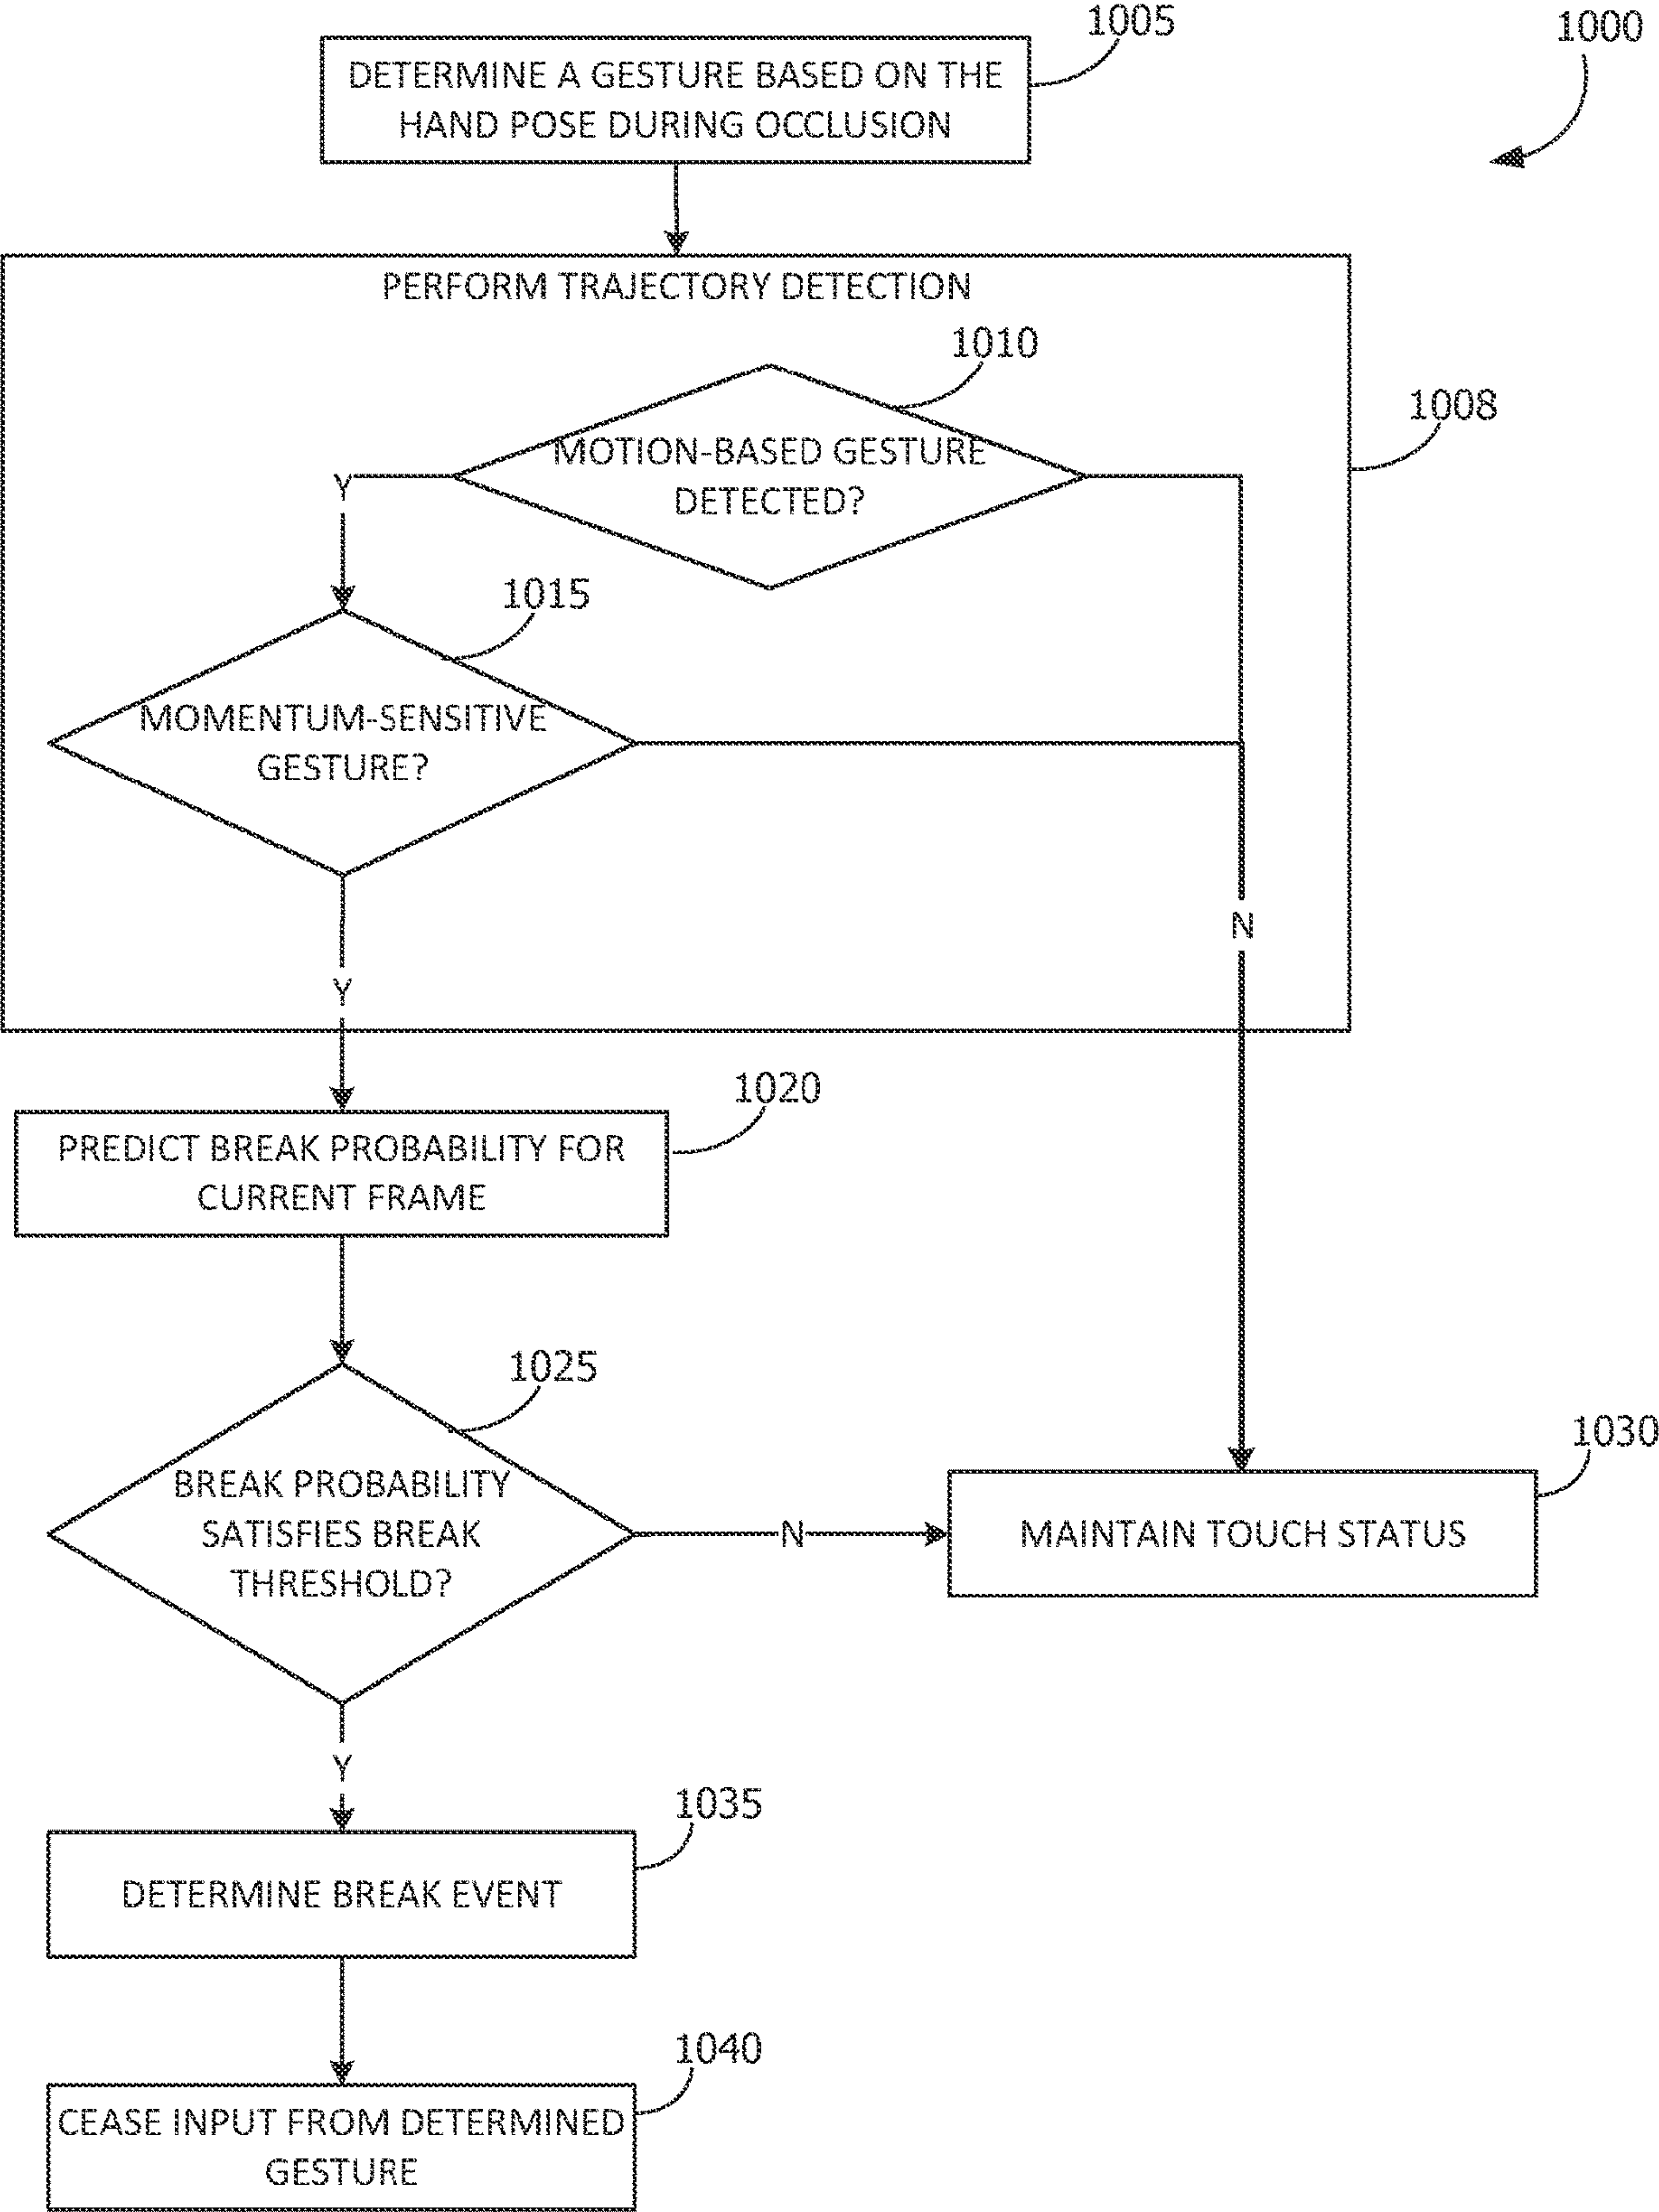 1005
1000
DETERMINE A GESTURE BASED ON THE
HAND POSE DURING OCCLUSION
PERFORM TRAJECTORY DETECTION
1010
1008
MOTION-BASED GESTURE
DETECTED?
Y
1015
MOMENTUM-SENSITIVE
GESTURE?
N
Y
1020
PREDICT BREAK PROBABILITY FOR
CURRENT FRAME
1025
BREAK PROBABILITY
SATISFIES BREAK
THRESHOLD?
N
1030
MAINTAIN TOUCH STATUS
Y
1035
DETERMINE BREAK EVENT
1040
CEASE INPUT FROM DETERMINED
GESTURE